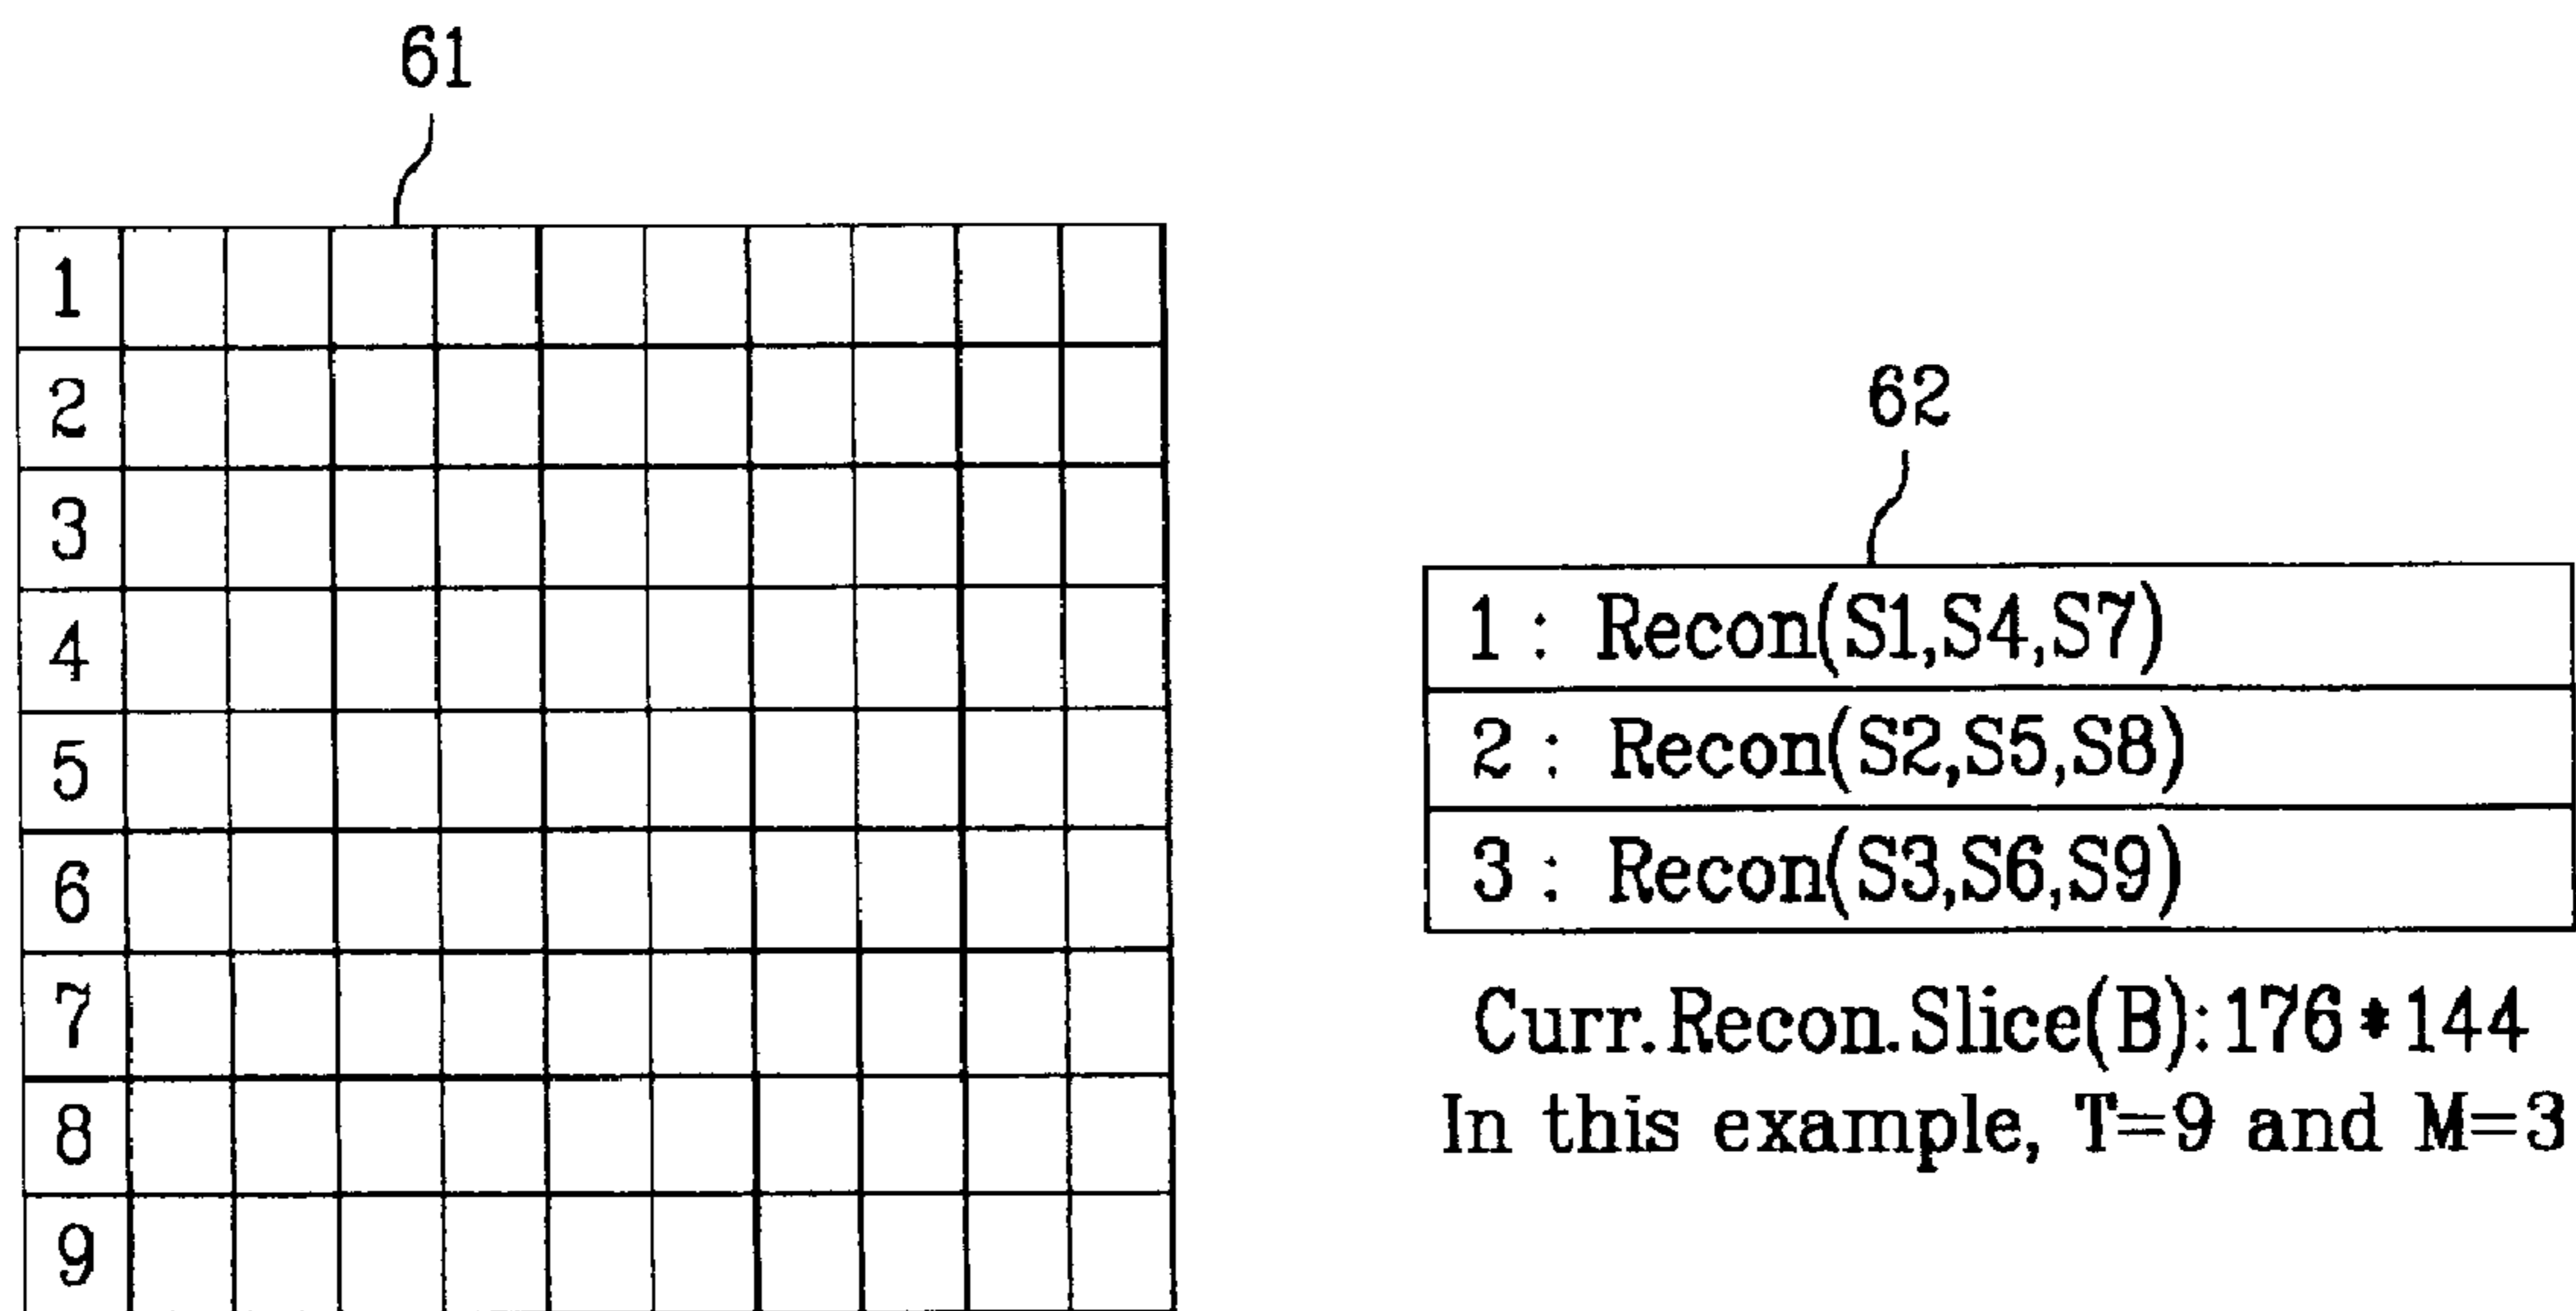 61
1
2
3
4
5
6
7
8
9
62
1 : Recon(S1,S4,S7)
2 : Recon(S2,S5,S8)
3 : Recon(S3,S6,S9)
Curr.Recon.Slice(B):176*144
In this example, T=9 and M=3